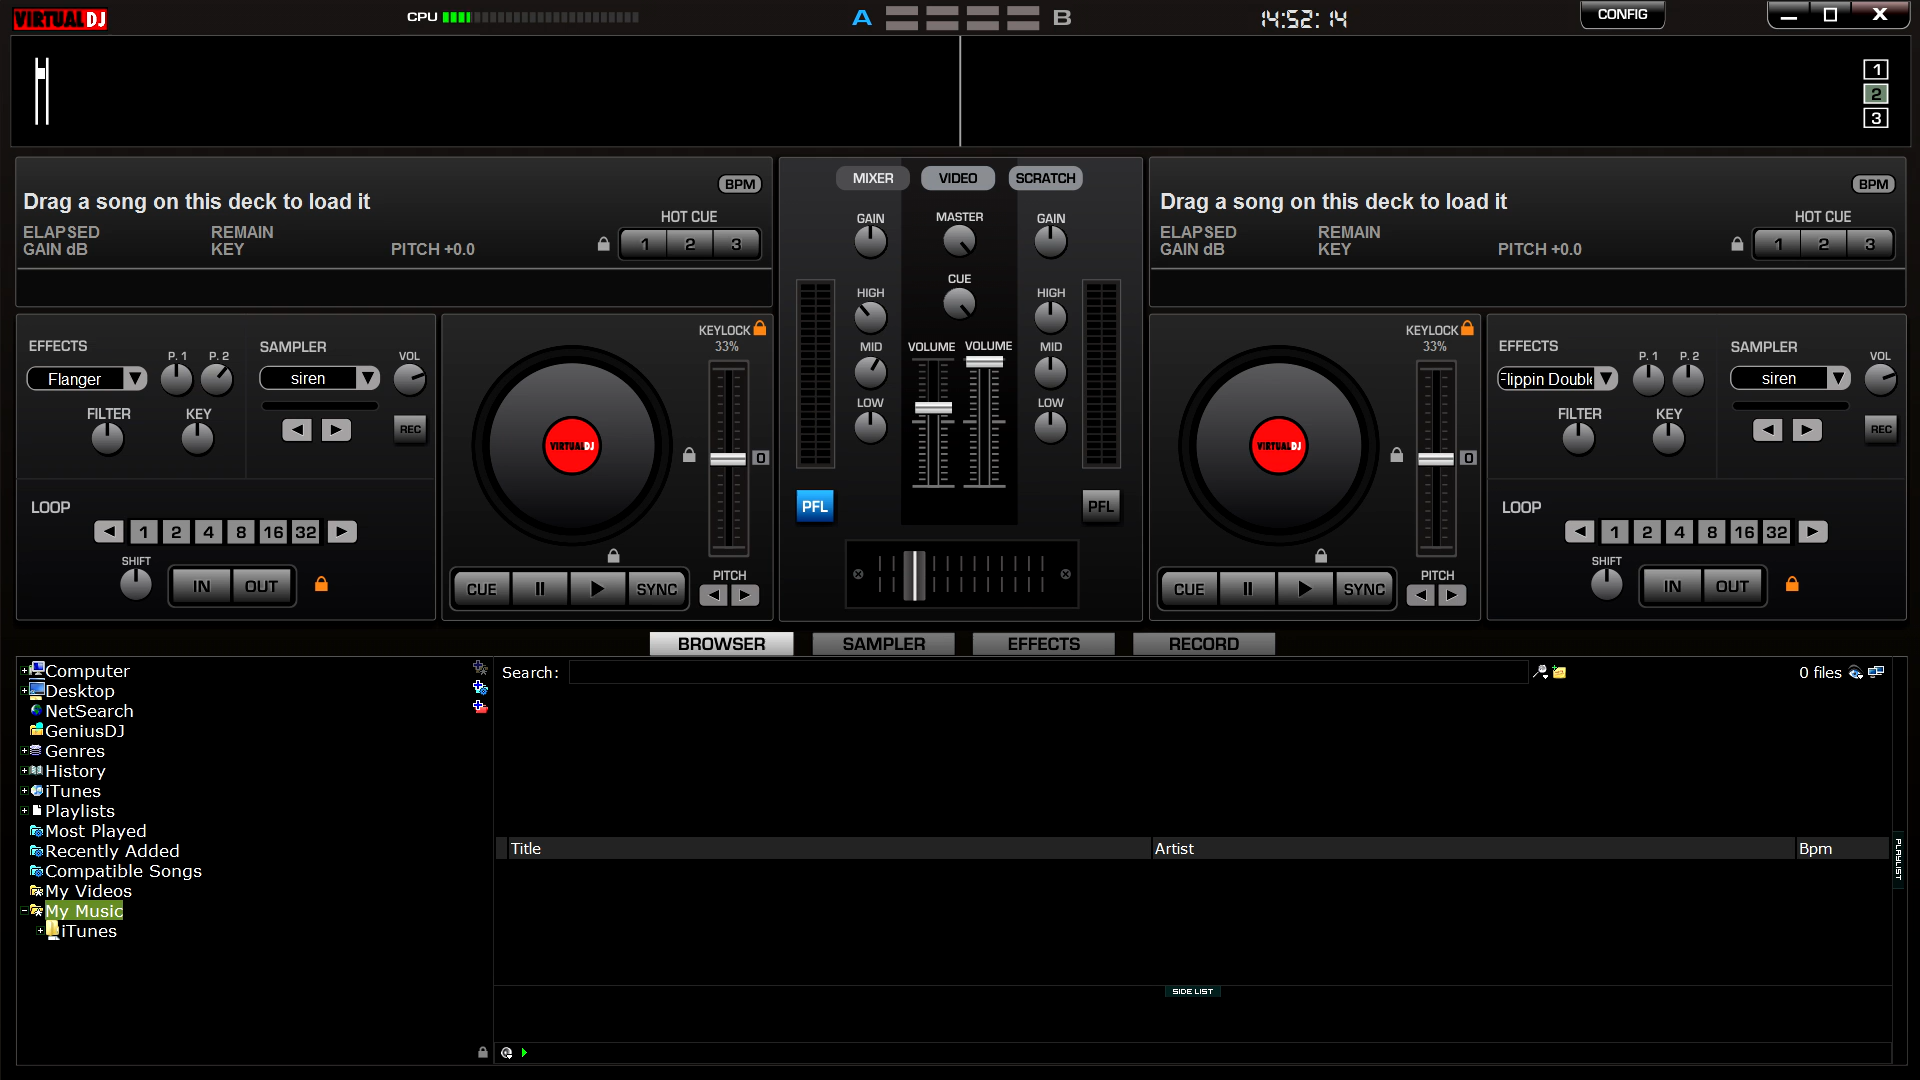 VIRTUALDJ
CPU
A
B
14:52:14
CONFIG
X
1
2
3
Drag a song on this deck to load it
BPM
ELAPSED
REMAIN
GAIN dB
KEY
PITCH +0.0
HOT CUE
1 2 3
MIXER VIDEO SCRATCH
GAIN MASTER GAIN
CUE
HIGH HIGH
MID VOLUME VOLUME MID
LOW LOW
PFL PFL
Drag a song on this deck to load it
BPM
ELAPSED
REMAIN
GAIN dB
KEY
PITCH +0.0
HOT CUE
1 2 3
EFFECTS
P. 1 P. 2
Flanger
FILTER KEY
SAMPLER
VOL
siren
REC
LOOP
1 2 4 8 16 32
SHIFT
IN OUT
KEYLOCK
33%
VIRTUALDJ
0
CUE SYNC
PITCH
KEYLOCK
33%
VIRTUALDJ
0
CUE SYNC
PITCH
EFFECTS
P. 1 P. 2
Flippin Double
FILTER KEY
SAMPLER
VOL
siren
REC
LOOP
1 2 4 8 16 32
SHIFT
IN OUT
BROWSER SAMPLER EFFECTS RECORD
Computer
Desktop
NetSearch
GeniusDJ
Genres
History
iTunes
Playlists
Most Played
Recently Added
Compatible Songs
My Videos
My Music
iTunes
Search:
0 files
Title Artist Bpm
PLAYLIST
SIDE LIST